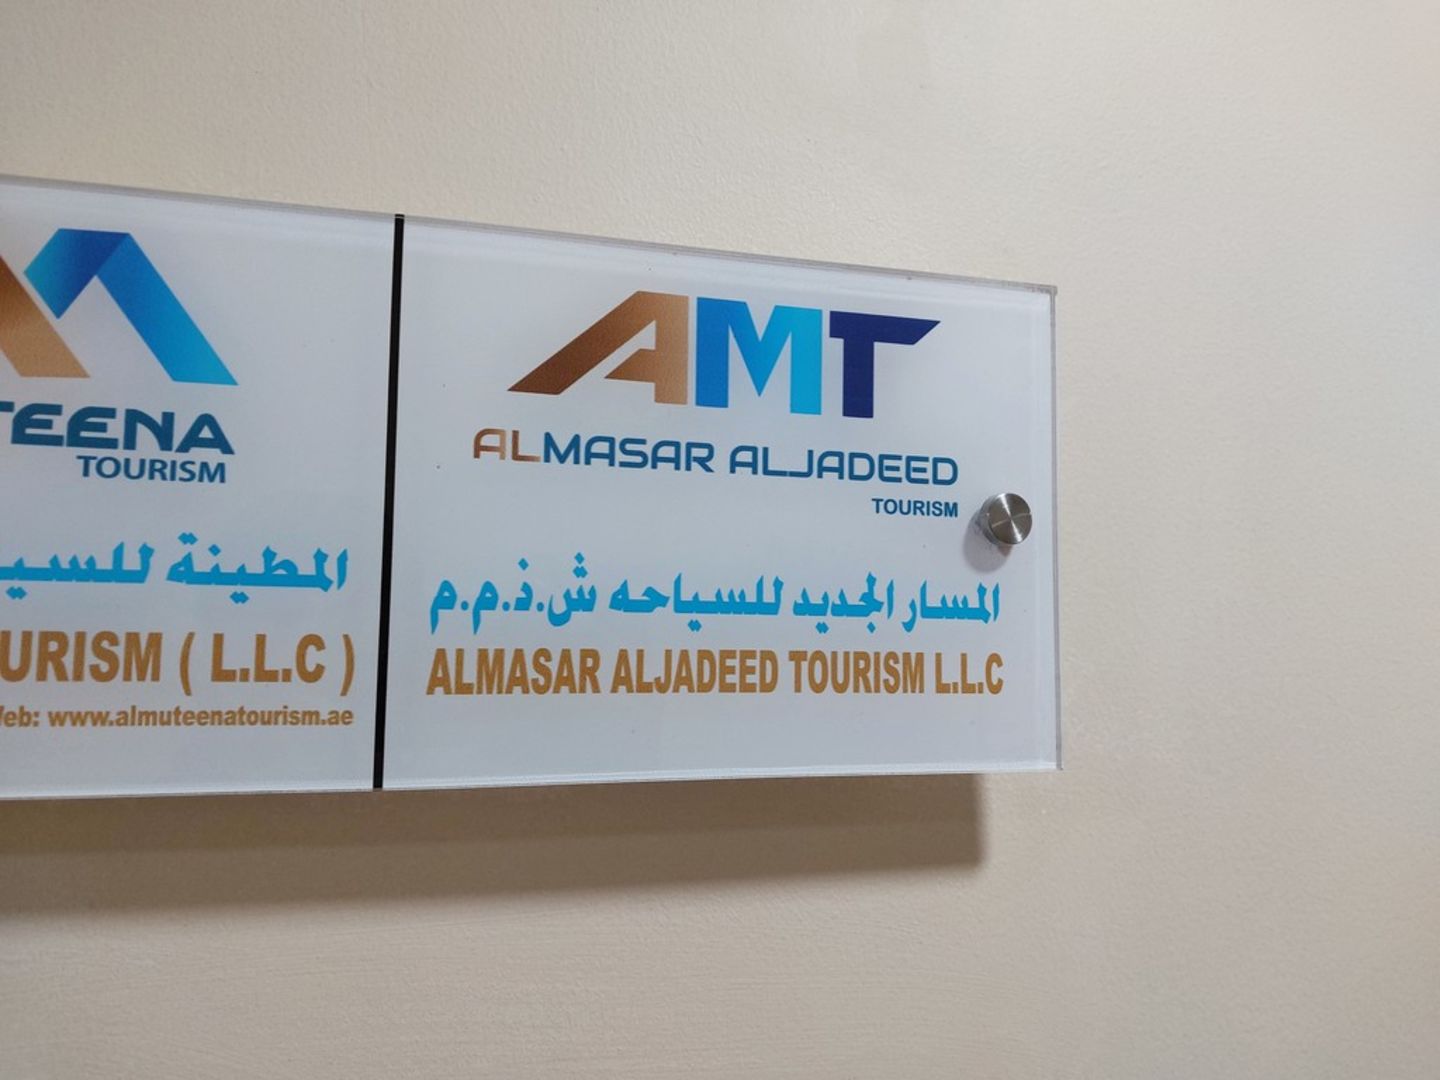 TEENA
TOURISM
المطينة للسيا
URISM ( L.L.C )
Web: www.almuteenatourism.ae
AMT
ALMASAR ALJADEED
TOURISM
المسار الجديد للسياحه ش.ذ.م.م
ALMASAR ALJADEED TOURISM L.L.C